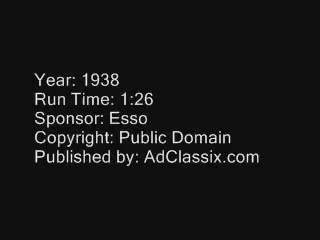 Year: 1938
Run Time: 1:26
Sponsor: Esso
Copyright: Public Domain
Published by: AdClassix.com